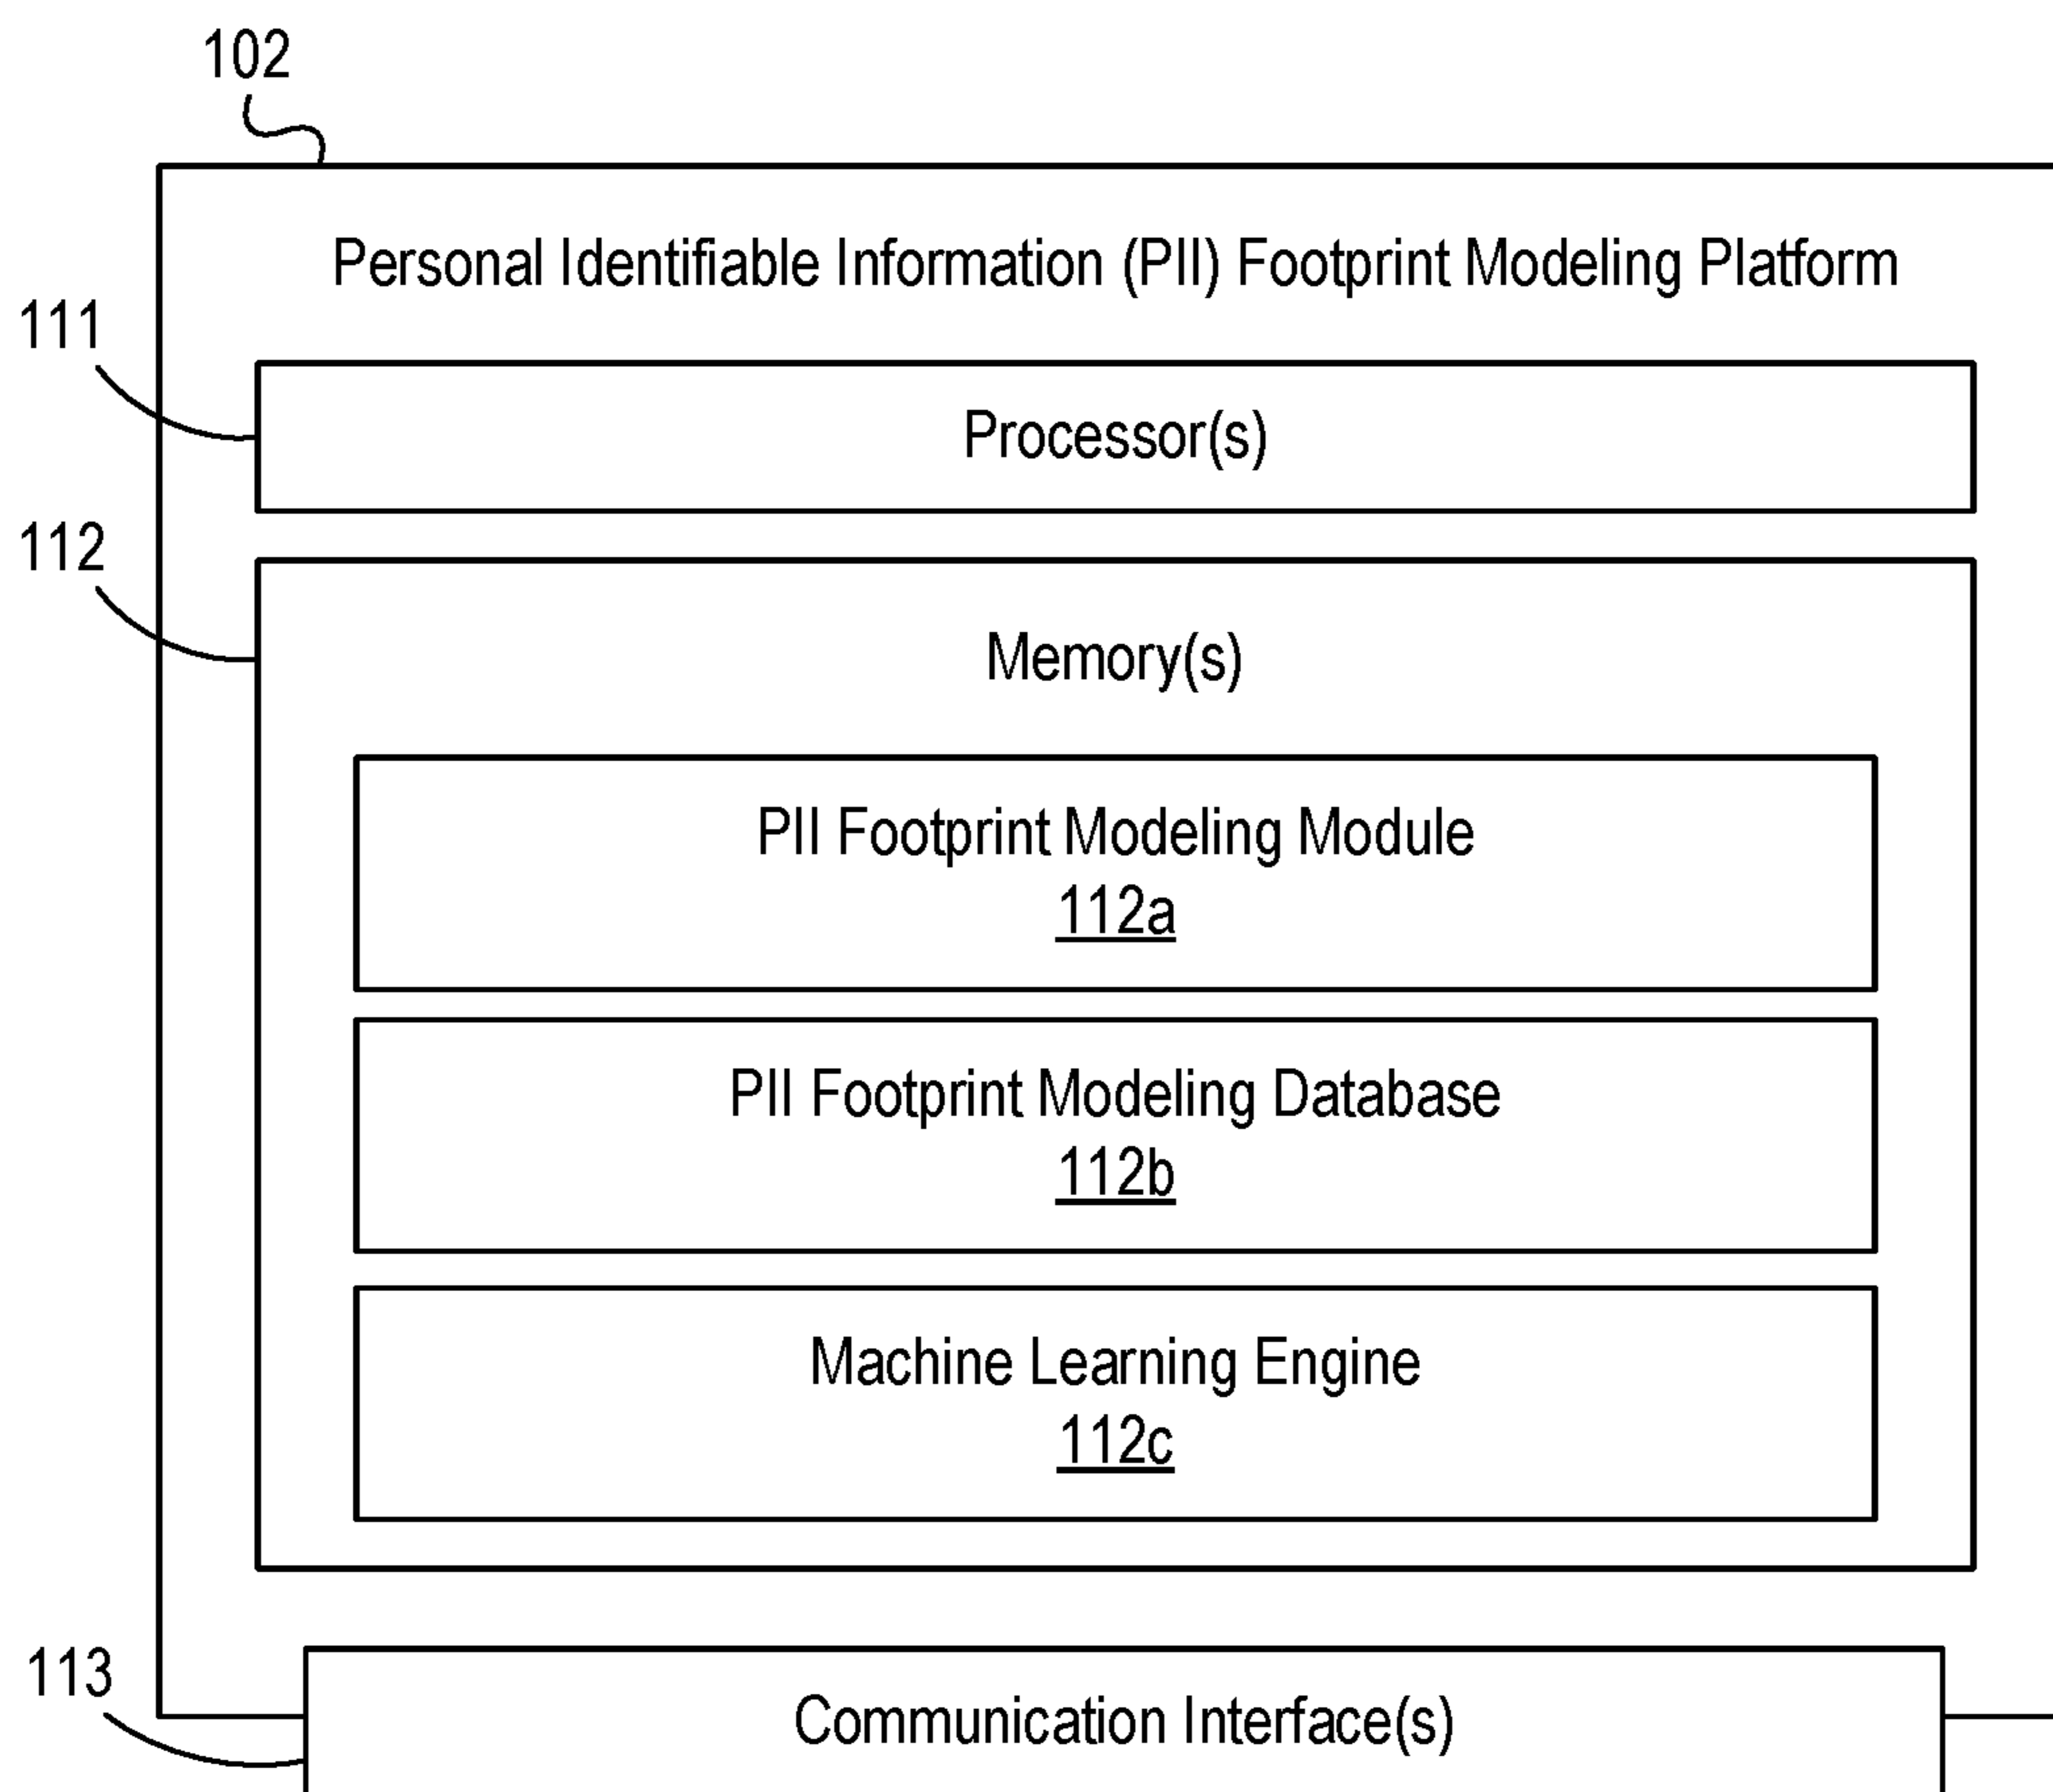 102
Personal Identifiable Information (PII) Footprint Modeling Platform
111
Processor(s)
112
Memory(s)
PII Footprint Modeling Module
112a
PII Footprint Modeling Database
112b
Machine Learning Engine
112c
113
Communication Interface(s)